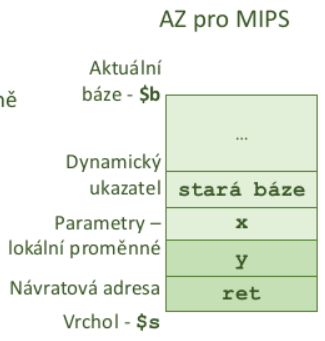 AZ pro MIPS
Aktuální
báze - $b
ně
...
Dynamický
ukazatel
stará báze
Parametry –
x
lokální proměnné
y
Návratová adresa
ret
Vrchol - $s